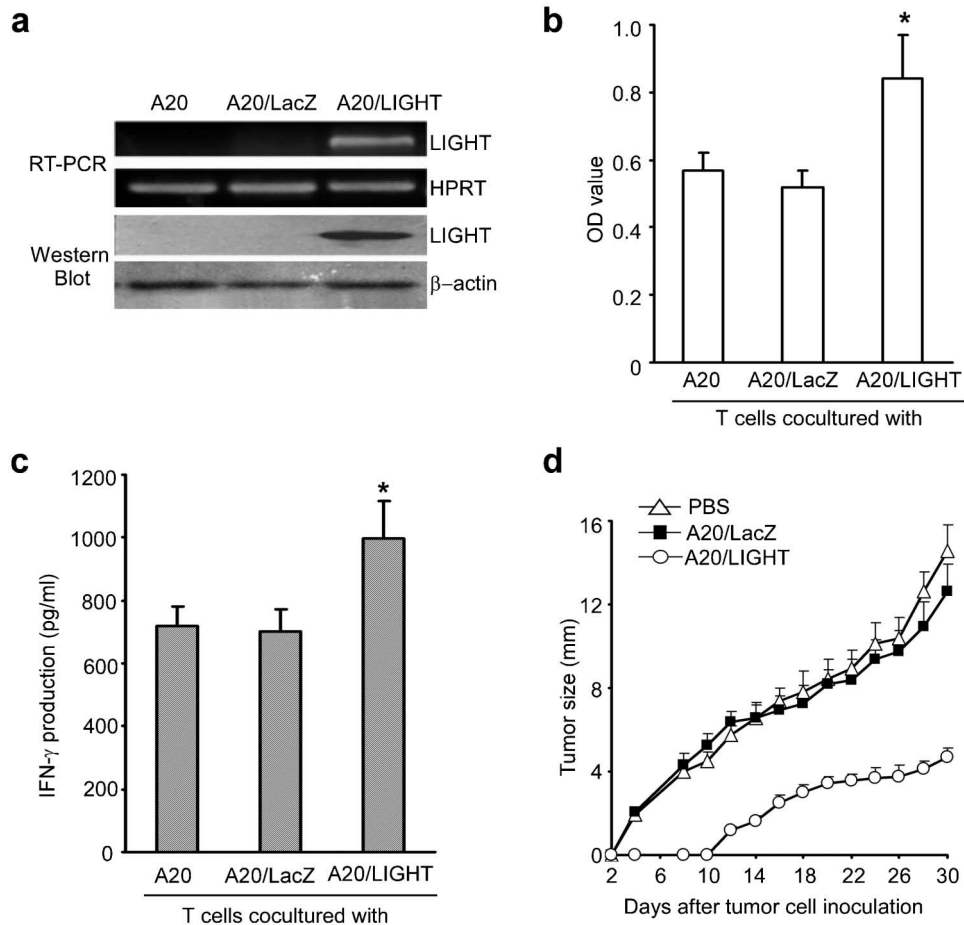 a
A20 A20/LacZ A20/LIGHT
RT-PCR
LIGHT
HPRT
Western
Blot
LIGHT
β–actin
b
*
OD value
1.0
0.8
0.6
0.4
0.2
0
A20 A20/LacZ A20/LIGHT
T cells cocultured with
c
*
IFN-γ production (pg/ml)
1200
1000
800
600
400
200
0
A20 A20/LacZ A20/LIGHT
T cells cocultured with
d
PBS
A20/LacZ
A20/LIGHT
Tumor size (mm)
16
12
8
4
0
2 6 10 14 18 22 26 30
Days after tumor cell inoculation